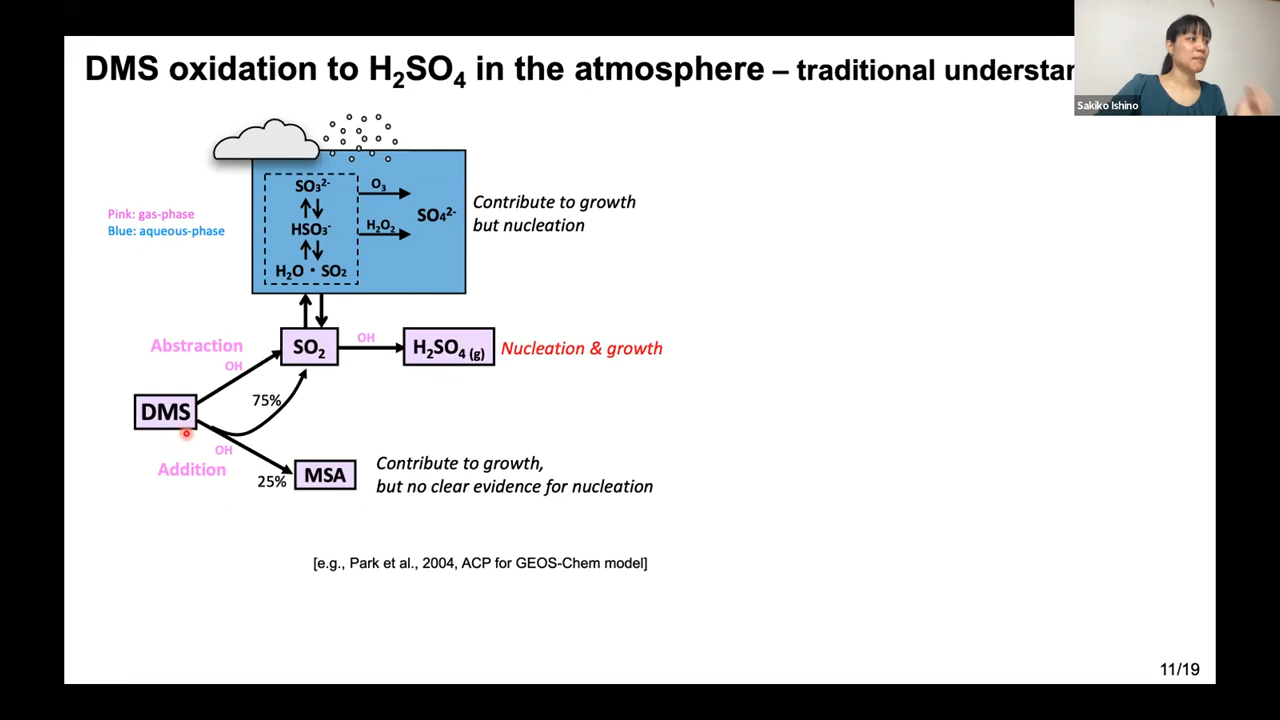 DMS oxidation to H₂SO₄ in the atmosphere – traditional understan
Sakiko Ishino
Pink: gas-phase
Blue: aqueous-phase
SO₃²⁻
O₃
HSO₃⁻
H₂O₂
SO₄²⁻
H₂O・SO₂
Contribute to growth
but nucleation
Abstraction
OH
SO₂
OH
H₂SO₄ (g)
Nucleation & growth
DMS
75%
OH
Addition
25%
MSA
Contribute to growth,
but no clear evidence for nucleation
[e.g., Park et al., 2004, ACP for GEOS-Chem model]
11/19